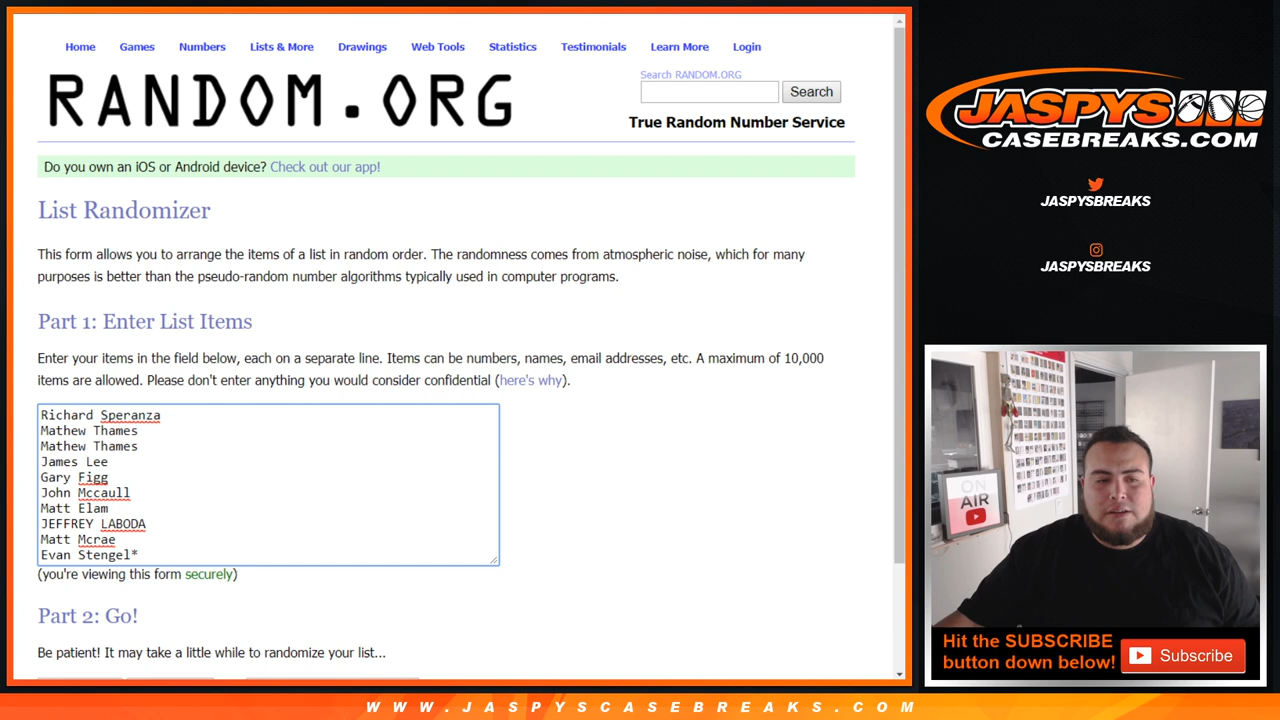 Home Games Numbers Lists & More Drawings Web Tools Statistics Testimonials Learn More Login
RANDOM.ORG
Search RANDOM.ORG
Search
True Random Number Service
Do you own an iOS or Android device? Check out our app!
List Randomizer
This form allows you to arrange the items of a list in random order. The randomness comes from atmospheric noise, which for many
purposes is better than the pseudo-random number algorithms typically used in computer programs.
Part 1: Enter List Items
Enter your items in the field below, each on a separate line. Items can be numbers, names, email addresses, etc. A maximum of 10,000
items are allowed. Please don't enter anything you would consider confidential (here's why).
Richard Speranza
Mathew Thames
Mathew Thames
James Lee
Gary Figg
John Mccaull
Matt Elam
JEFFREY LABODA
Matt Mcrae
Evan Stengel*
(you're viewing this form securely)
Part 2: Go!
Be patient! It may take a little while to randomize your list...
JASPYS
CASEBREAKS.COM
JASPYSBREAKS
JASPYSBREAKS
ON
AIR
Hit the SUBSCRIBE
button down below!
Subscribe
WWW.JASPYSCASEBREAKS.COM